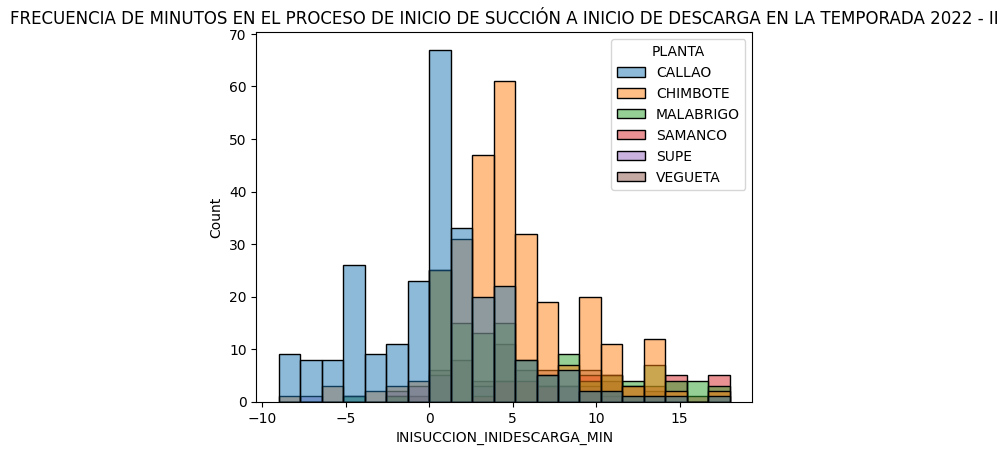 FRECUENCIA DE MINUTOS EN EL PROCESO DE INICIO DE SUCCIÓN A INICIO DE DESCARGA EN LA TEMPORADA 2022 - II
PLANTA
CALLAO
CHIMBOTE
MALABRIGO
SAMANCO
SUPE
VEGUETA
70
60
50
40
30
20
10
0
Count
−10
−5
0
5
10
15
INISUCCION_INIDESCARGA_MIN